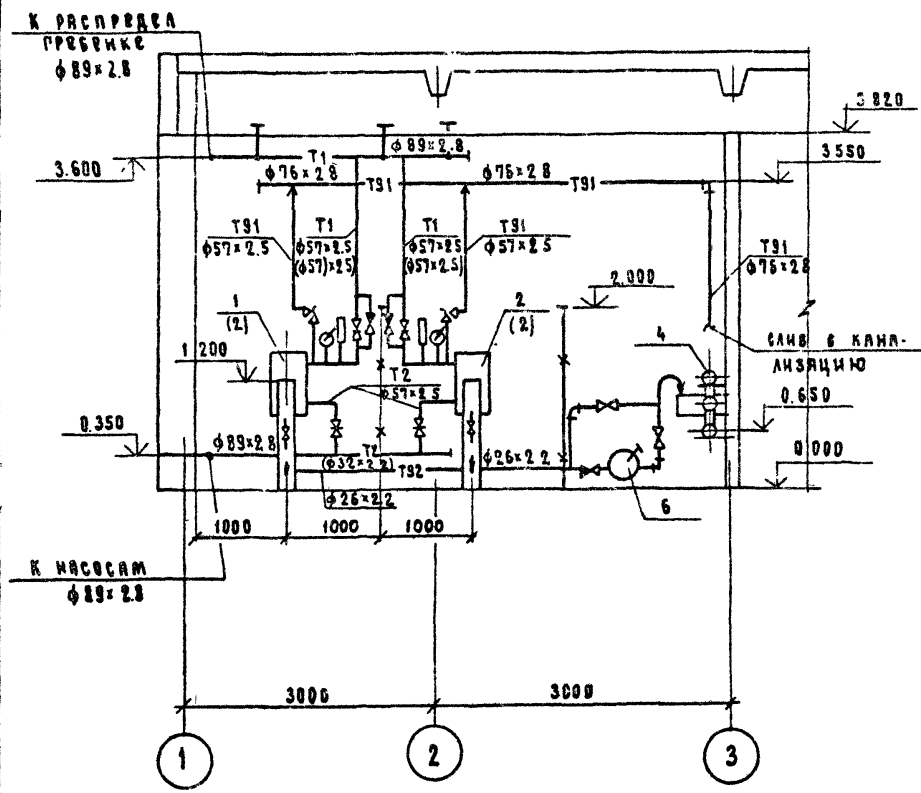 К РАСПРЕДЕЛ
ГРЕБЕНКЕ
ф89×2.8
3.820
3.600
Т1
ф89×2.8
3.550
ф76×2.8
Т91
ф76×2.8
Т91
Т91
ф57×2.5
Т1
ф57×2.5
(ф57)×2.5)
Т1
ф57×2.5
(ф57×2.5)
Т91
ф57×2.5
Т91
ф76×2.8
2.000
1
(2)
2
(2)
4
СЛИВ В КАНА-
ЛИЗАЦИЮ
1.200
Т2
ф57×2.5
0.650
0.350
ф89×2.8
Т2
(ф32×2.2)
Т92
ф26×2.2
ф26×2.2
0.000
6
1000
1000
1000
К НАСОСАМ
ф89×2.8
3000
3000
1
2
3